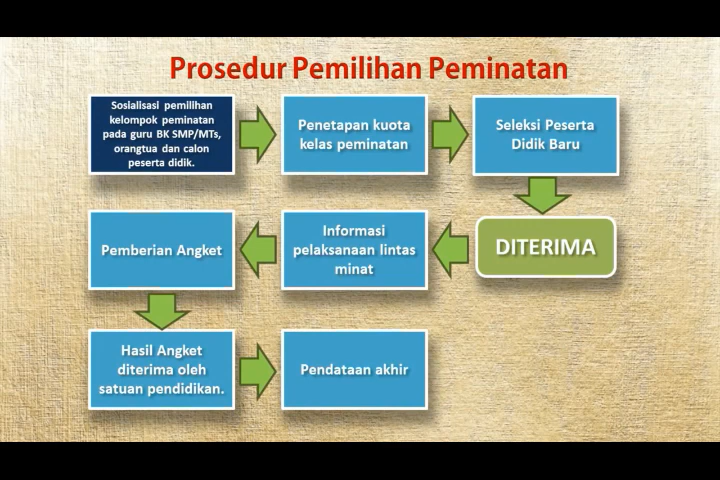 Prosedur Pemilihan Peminatan
Sosialisasi pemilihan
kelompok peminatan
pada guru BK SMP/MTs,
orangtua dan calon
peserta didik.
Penetapan kuota
kelas peminatan
Seleksi Peserta
Didik Baru
DITERIMA
Informasi
pelaksanaan lintas
minat
Pemberian Angket
Hasil Angket
diterima oleh
satuan pendidikan.
Pendataan akhir